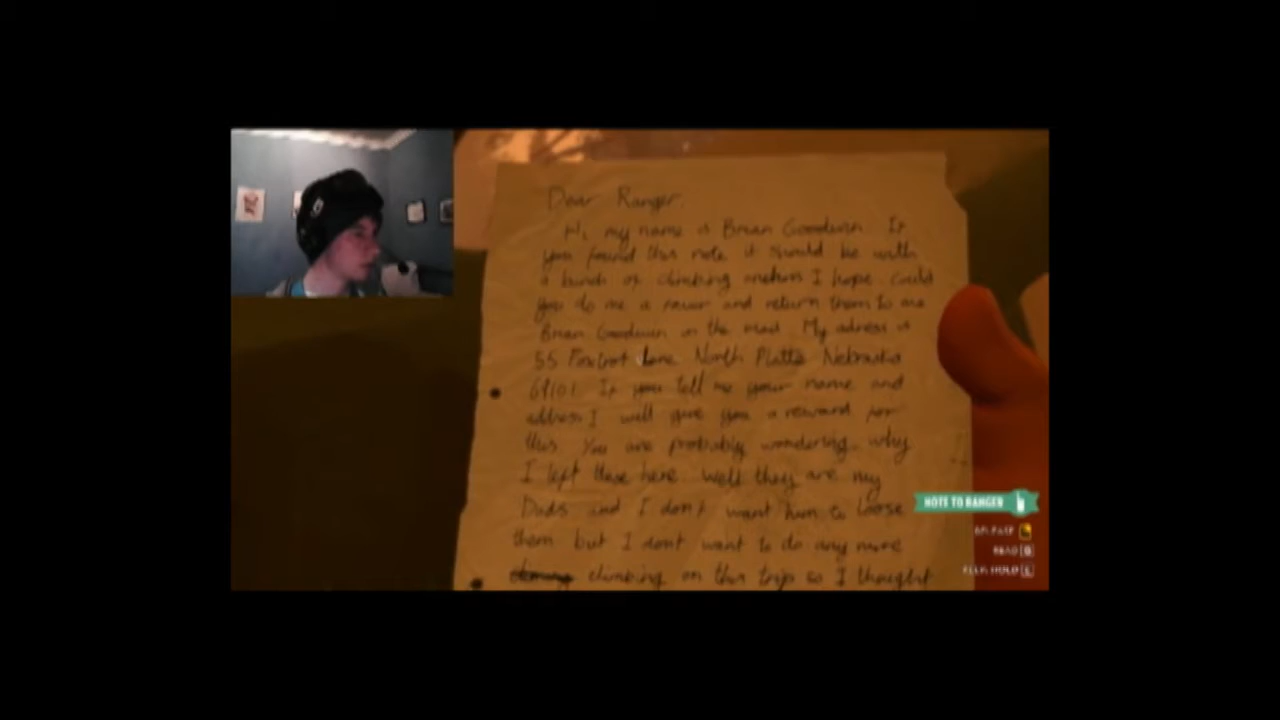 Dear Ranger,
Hi, my name is Brian Goodwin. If
you found this note it should be with
a bunch of climbing anchors I hope. Could
you do me a favor and return them to me
Brian Goodwin in the mail. My adress is
55 Foxtrot Lane North Platte Nebraska
69101. If you tell me your name and
address I will give you a reward for
this. You are probably wondering why
I left these here. Well they are my
Dads and I don't want him to loose
them but I don't want to do any more
climbing on this trip so I thought
NOTE TO RANGER
READ
HOLD